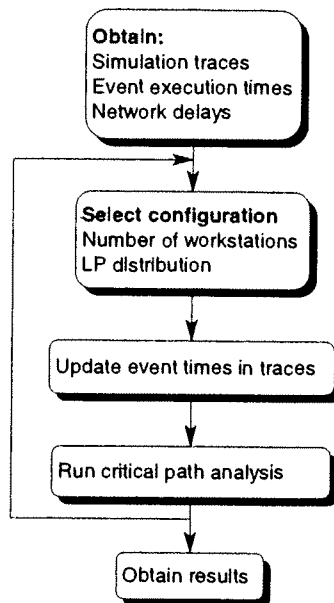 Obtain:
Simulation traces
Event execution times
Network delays
Select configuration
Number of workstations
LP distribution
Update event times in traces
Run critical path analysis
Obtain results